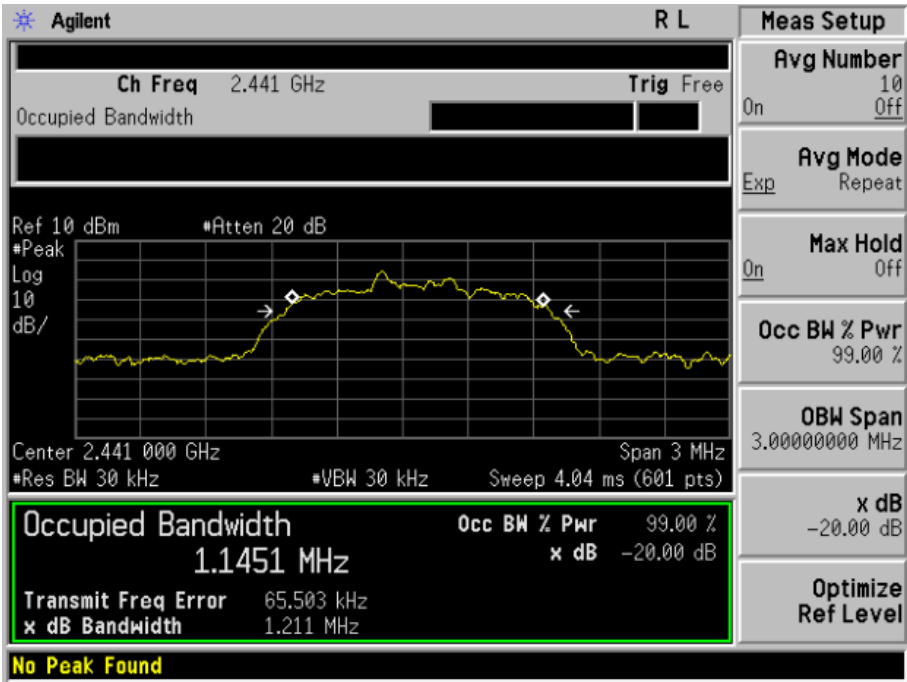 Agilent R L
Ch Freq 2.441 GHz Trig Free
Occupied Bandwidth
Ref 10 dBm #Atten 20 dB
#Peak
Log
10
dB/
Center 2.441 000 GHz Span 3 MHz
#Res BW 30 kHz #VBW 30 kHz Sweep 4.04 ms (601 pts)
Occupied Bandwidth Occ BW % Pwr 99.00 %
1.1451 MHz x dB -20.00 dB
Transmit Freq Error 65.503 kHz
x dB Bandwidth 1.211 MHz
No Peak Found
Meas Setup
Avg Number
10
On Off
Avg Mode
Exp Repeat
Max Hold
On Off
Occ BW % Pwr
99.00 %
OBW Span
3.00000000 MHz
x dB
-20.00 dB
Optimize
Ref Level